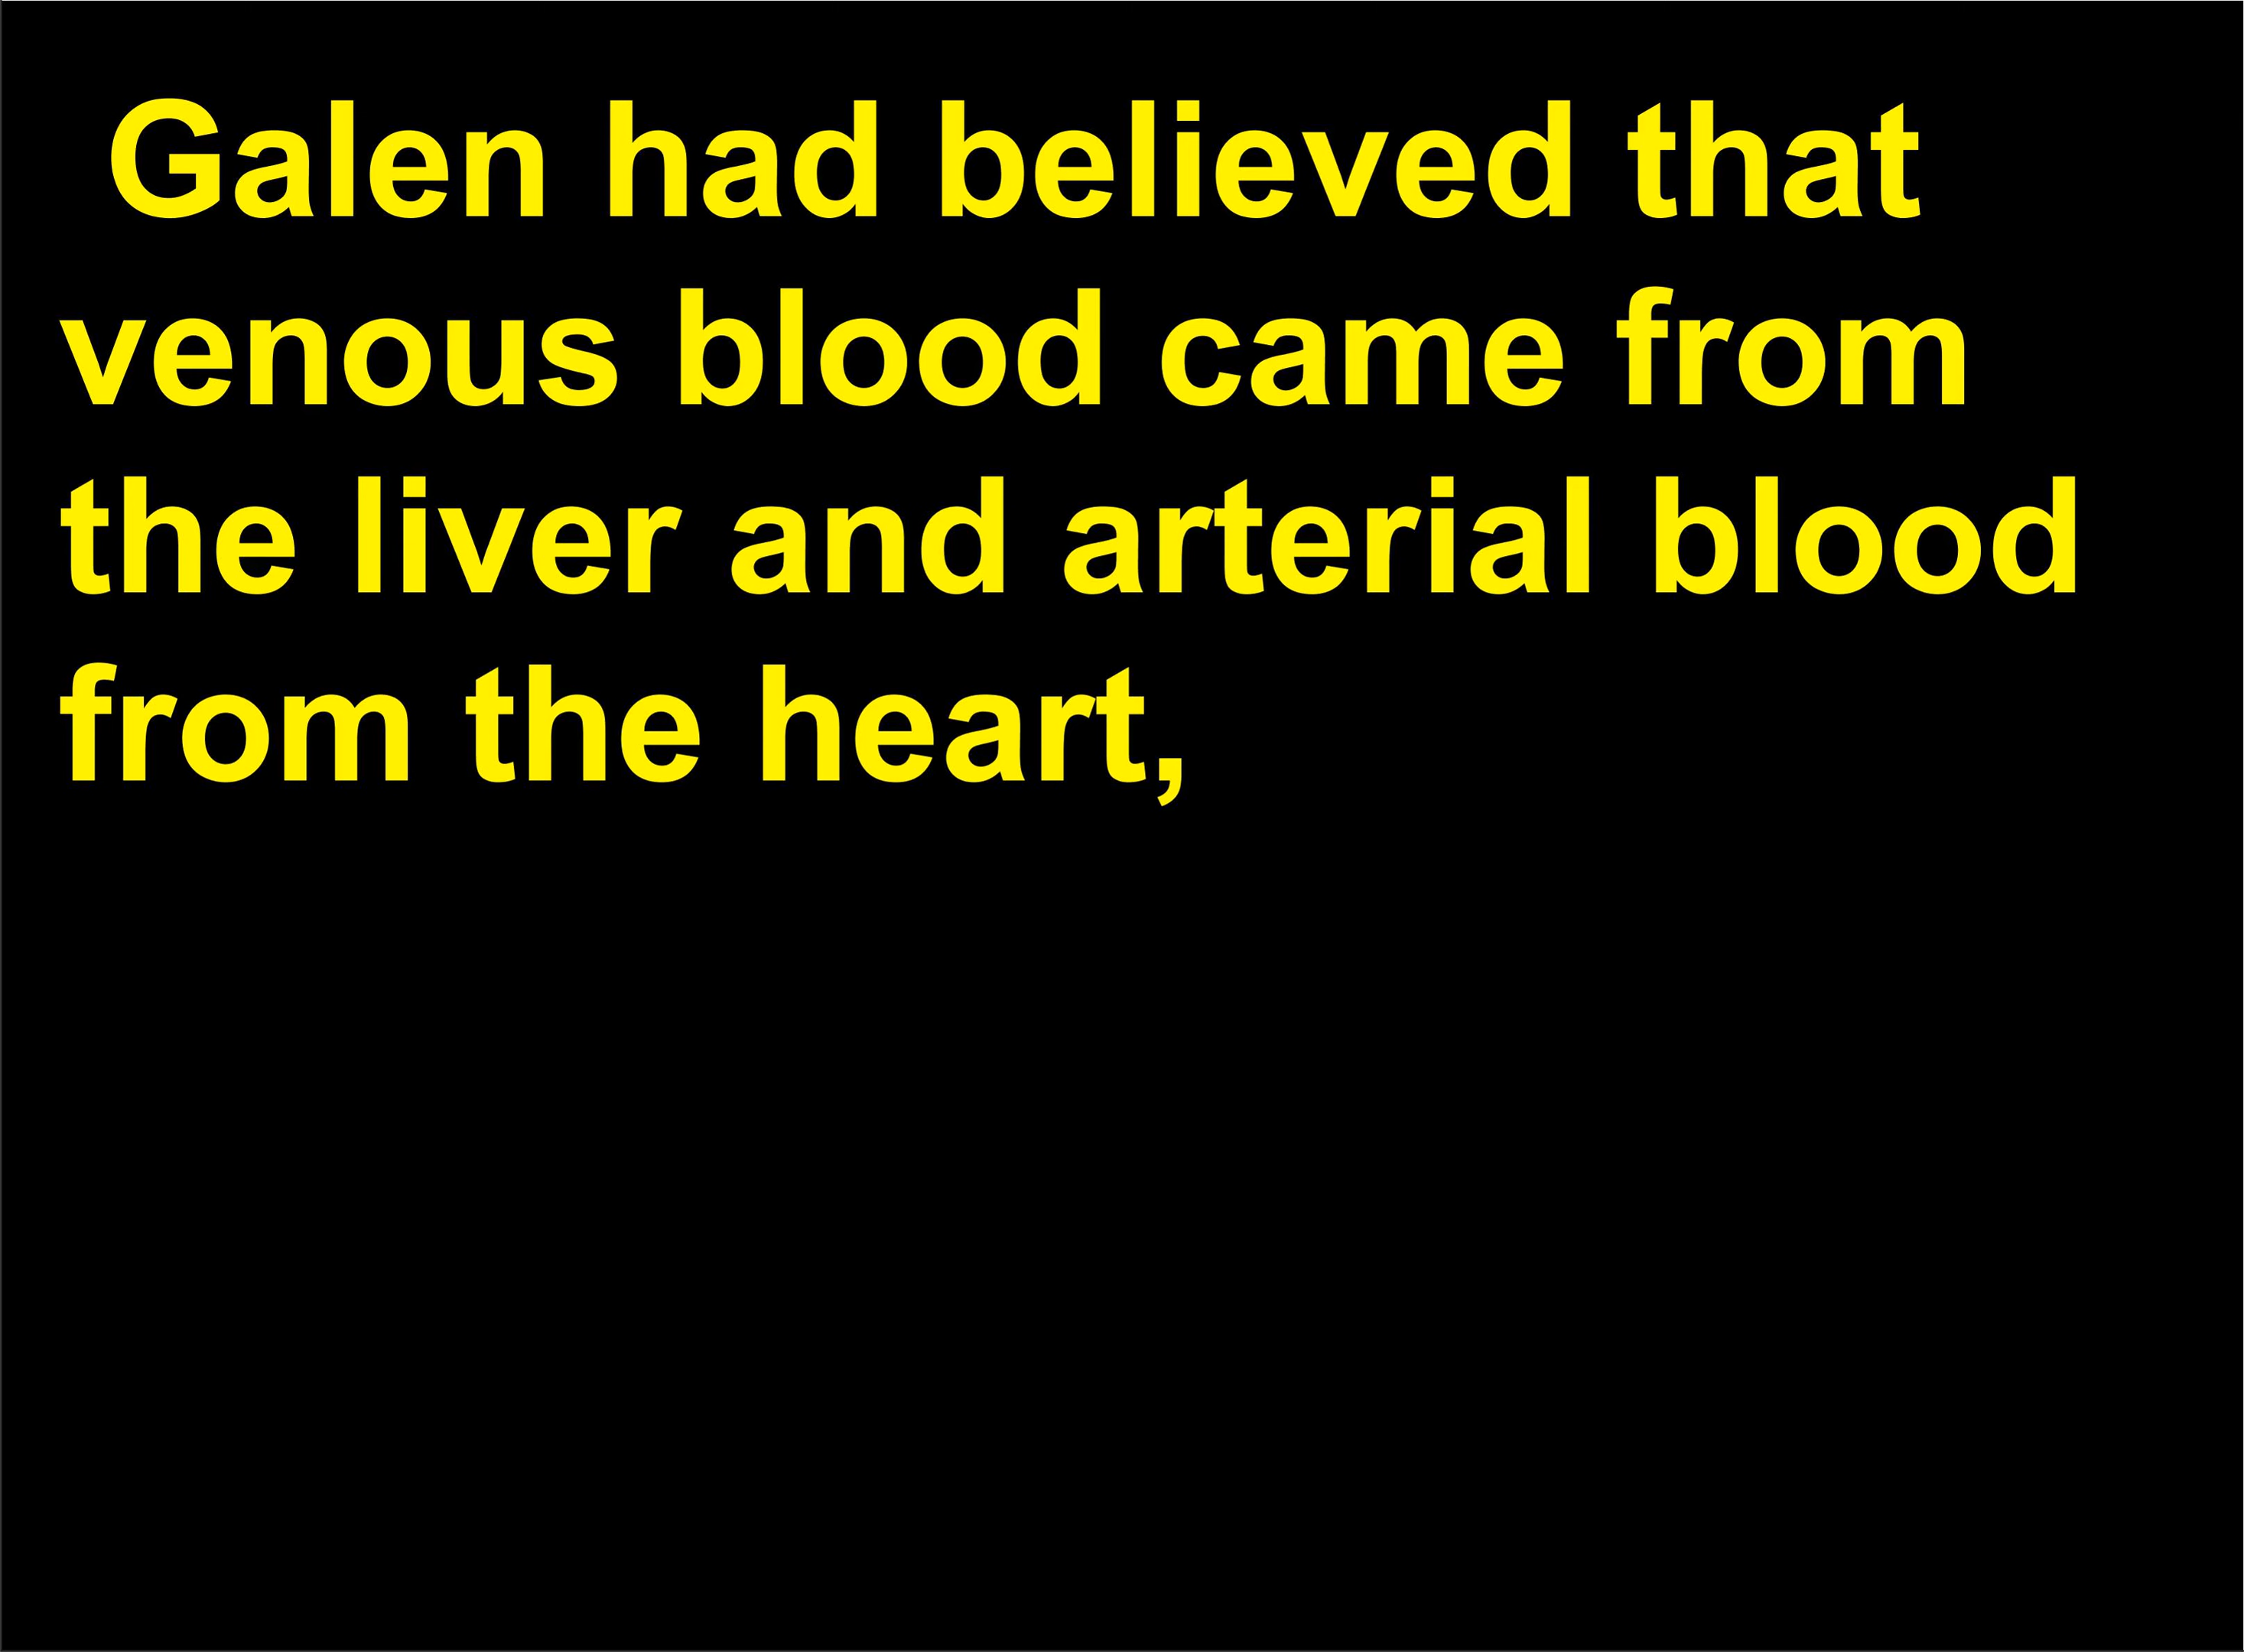 Galen had believed that
venous blood came from
the liver and arterial blood
from the heart,